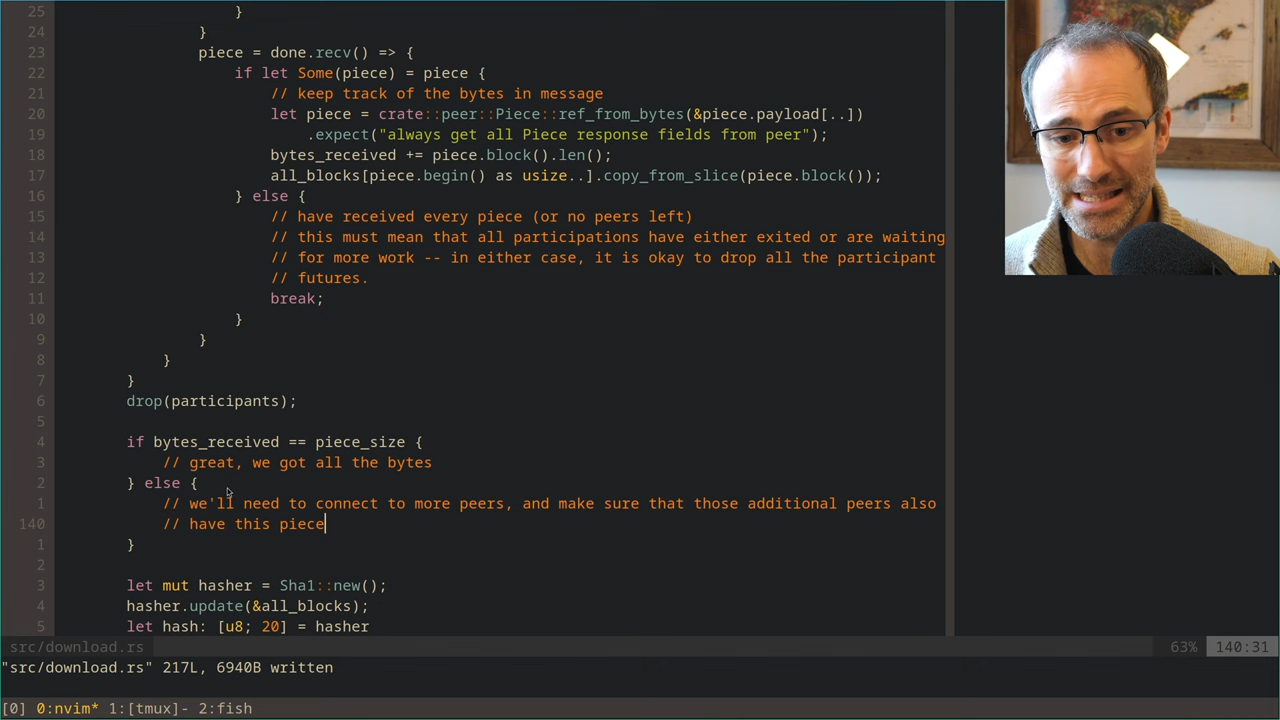 25 }
24 }
23 piece = done.recv() => {
22 if let Some(piece) = piece {
21 // keep track of the bytes in message
20 let piece = crate::peer::Piece::ref_from_bytes(&piece.payload[..])
19 .expect("always get all Piece response fields from peer");
18 bytes_received += piece.block().len();
17 all_blocks[piece.begin() as usize..].copy_from_slice(piece.block());
16 } else {
15 // have received every piece (or no peers left)
14 // this must mean that all participations have either exited or are waiting
13 // for more work -- in either case, it is okay to drop all the participant
12 // futures.
11 break;
10 }
9 }
8 }
7 }
6 drop(participants);
5
4 if bytes_received == piece_size {
3 // great, we got all the bytes
2 } else {
1 // we'll need to connect to more peers, and make sure that those additional peers also
140 // have this piece
1 }
2
3 let mut hasher = Sha1::new();
4 hasher.update(&all_blocks);
5 let hash: [u8; 20] = hasher
src/download.rs 63% 140:31
"src/download.rs" 217L, 6940B written
[0] 0:nvim* 1:[tmux]- 2:fish